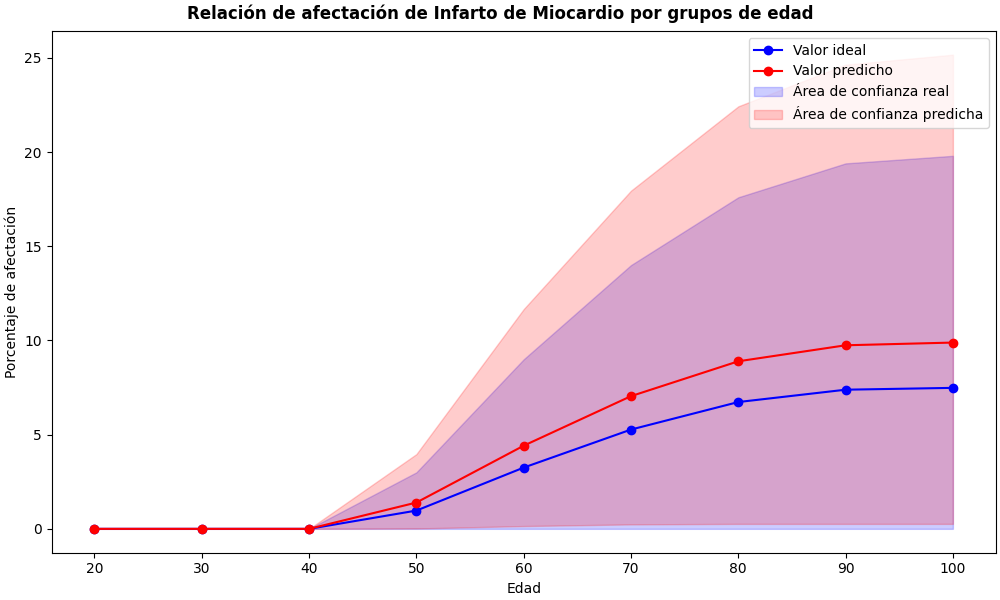 Relación de afectación de Infarto de Miocardio por grupos de edad
Valor ideal
Valor predicho
Área de confianza real
Área de confianza predicha
Porcentaje de afectación
25
20
15
10
5
0
20 30 40 50 60 70 80 90 100
Edad